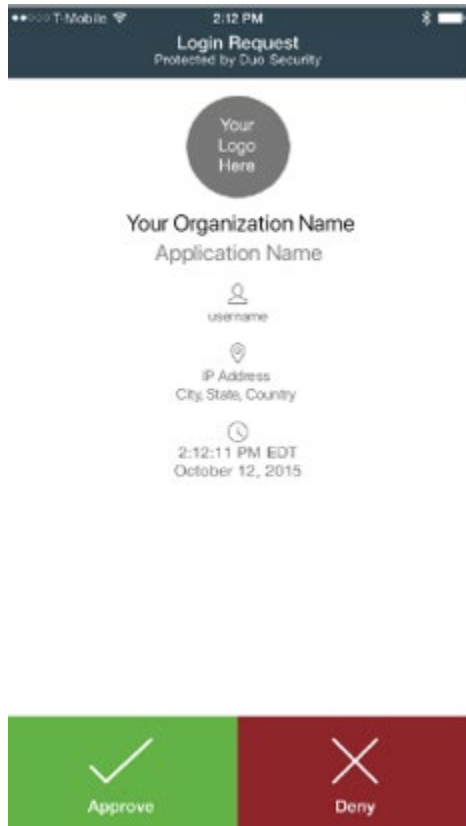 T-Mobile 2:12 PM
Login Request
Protected by Duo Security
Your
Logo
Here
Your Organization Name
Application Name
username
IP Address
City, State, Country
2:12:11 PM EDT
October 12, 2015
Approve Deny